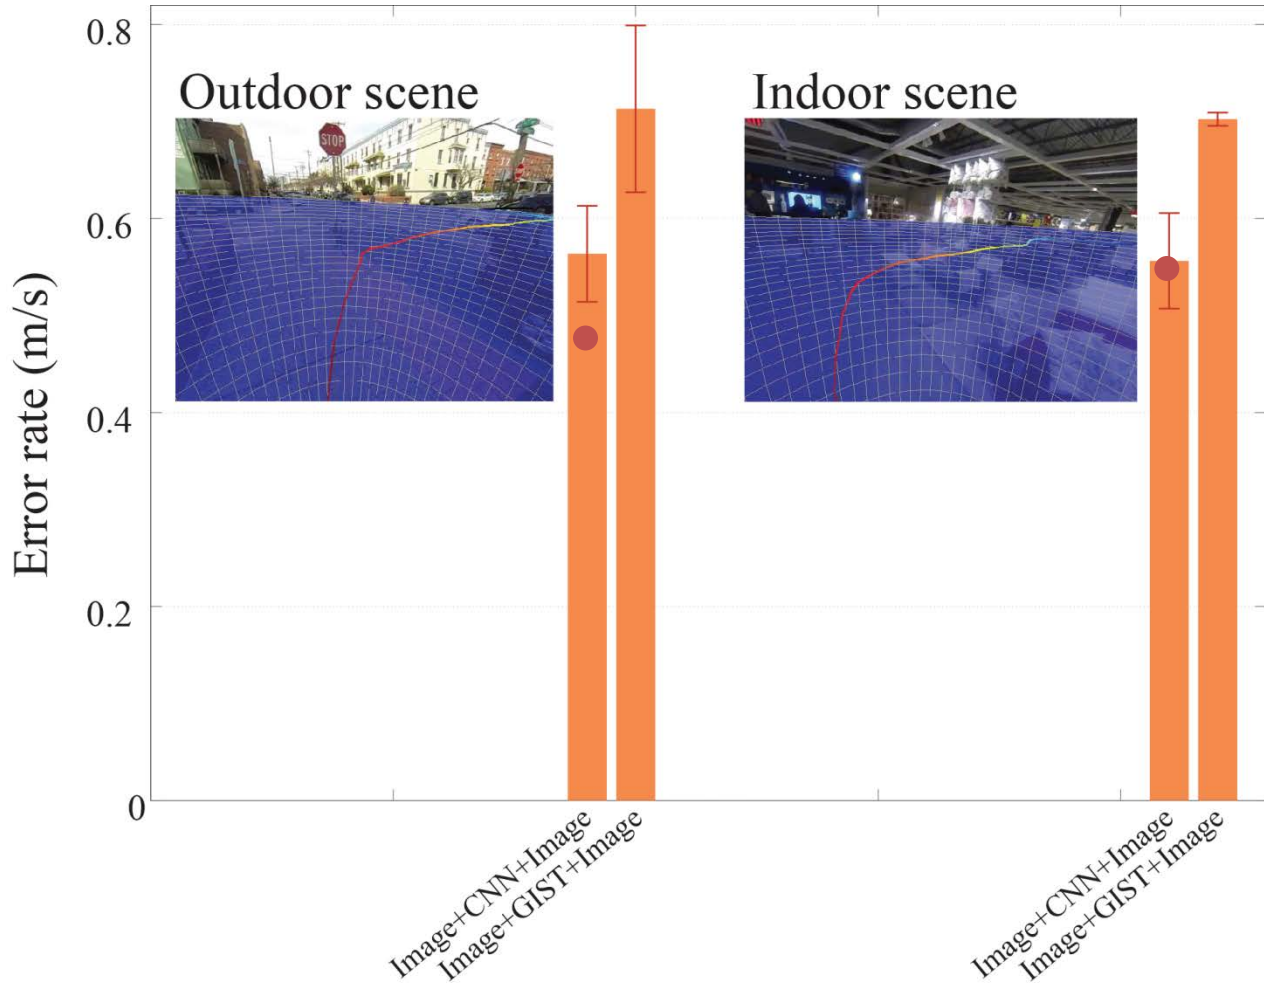 0.8
Outdoor scene
Indoor scene
STOP
0.6
Error rate (m/s)
0.4
0.2
0
Image+CNN+Image
Image+GIST+Image
Image+CNN+Image
Image+GIST+Image